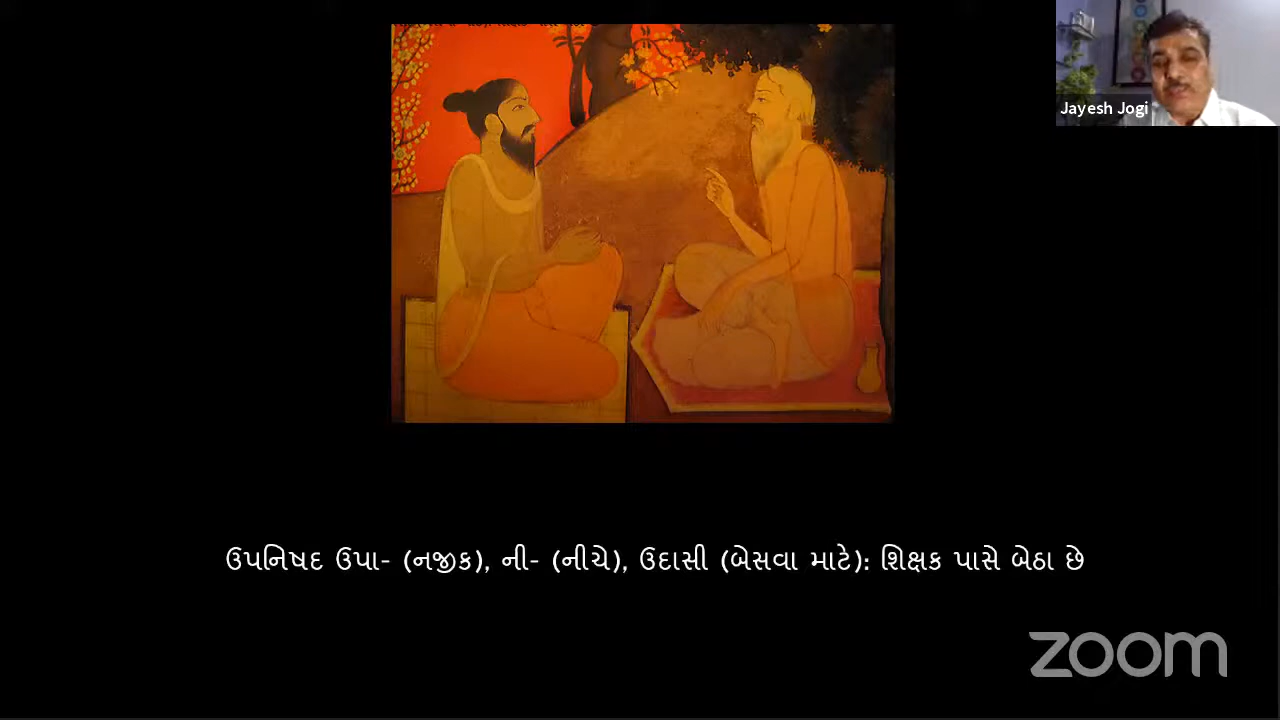 Jayesh Jogi
ઉપનિષદ ઉપા- (નજીક), ની- (નીચે), ઉદાસી (બેસવા માટે): શિક્ષક પાસે બેઠા છે
zoom